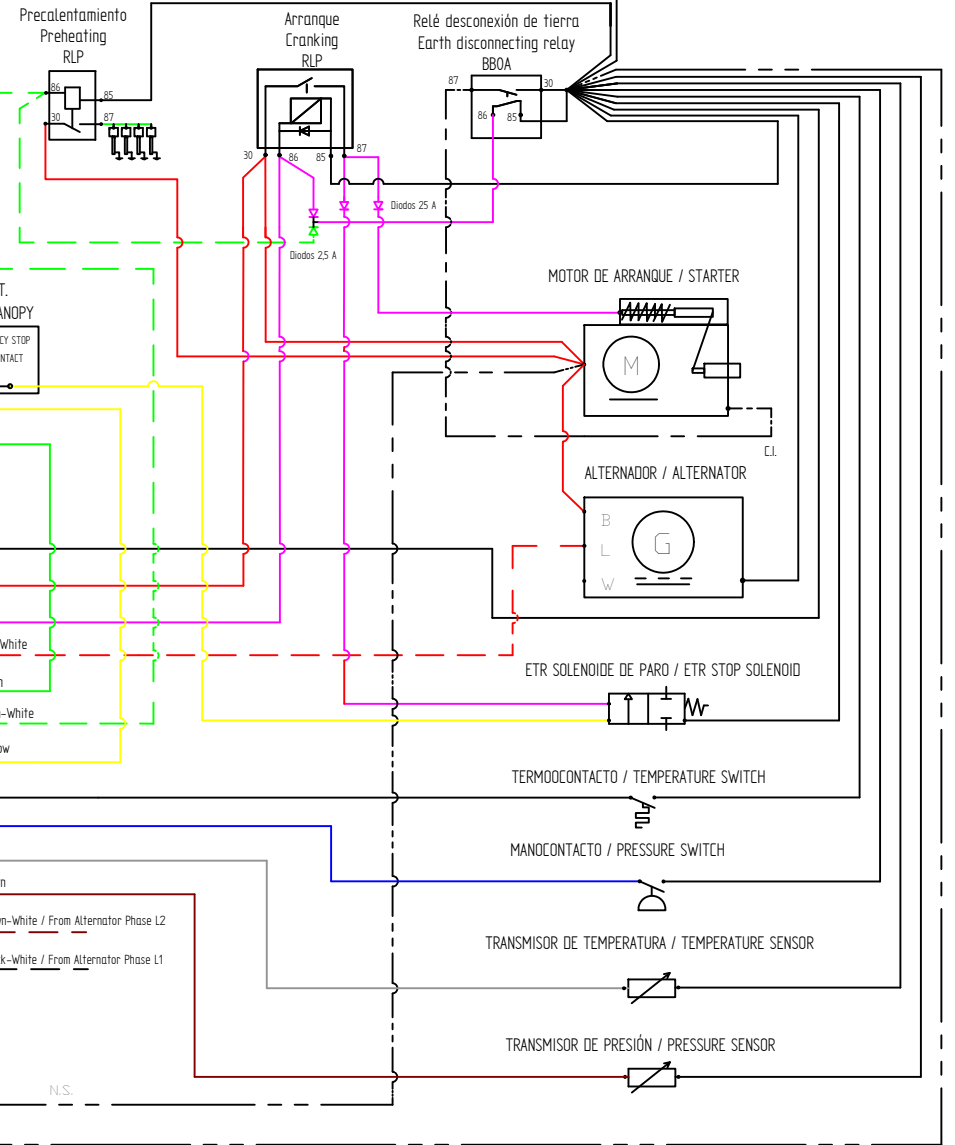 Precalentamiento
Preheating
RLP
86
85
30
87
Arranque
Cranking
RLP
30
86
85
87
Relé desconexión de tierra
Earth disconnecting relay
BB0A
87
30
86
85
Diodos 25 A
Diodos 2,5 A
T.
ANOPY
CY STOP
NTACT
MOTOR DE ARRANQUE / STARTER
M
C.I.
ALTERNADOR / ALTERNATOR
B
L
W
G
White
n
-White
ow
ETR SOLENOIDE DE PARO / ETR STOP SOLENOID
TERMOOCONTACTO / TEMPERATURE SWITCH
MANOCONTACTO / PRESSURE SWITCH
n
n-White / From Alternator Phase L2
k-White / From Alternator Phase L1
TRANSMISOR DE TEMPERATURA / TEMPERATURE SENSOR
TRANSMISOR DE PRESIÓN / PRESSURE SENSOR
N.S.